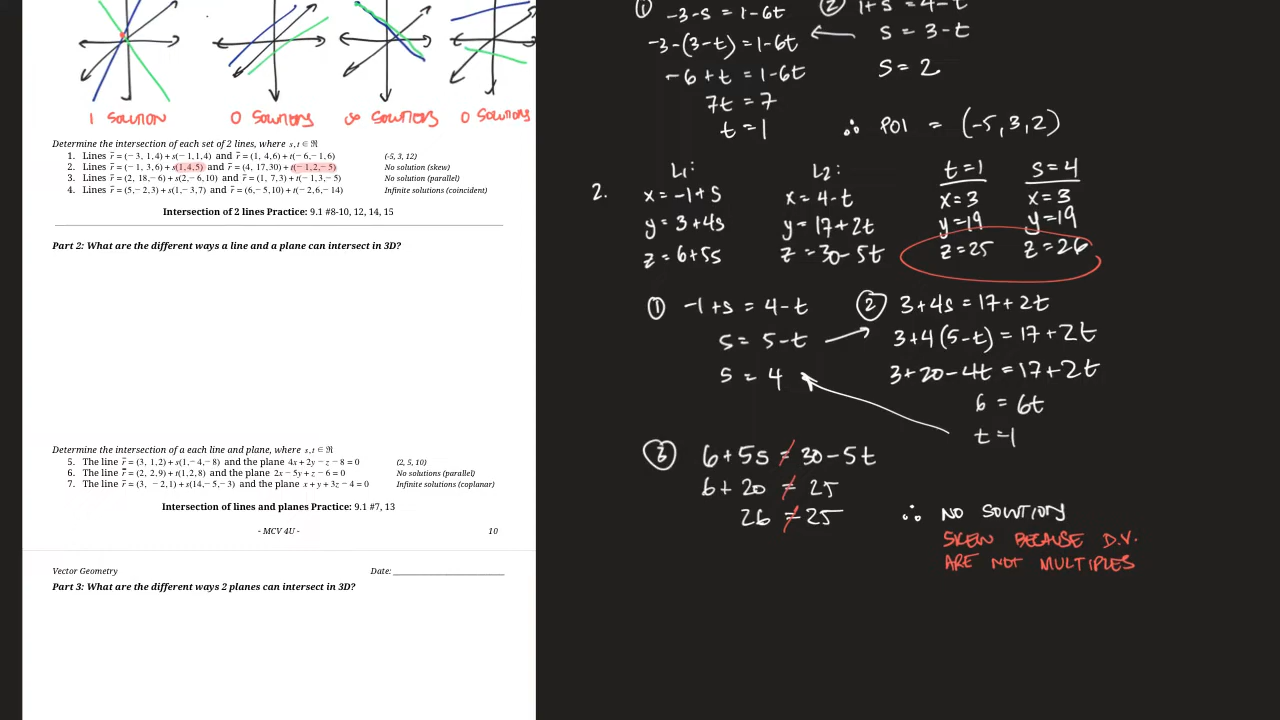 1 SOLUTION
0 SOLUTIONS
∞ SOLUTIONS
0 SOLUTIONS
Determine the intersection of each set of 2 lines, where s,t ∈ ℜ
1. Lines r⃗ = (−3, 1,4) + s(−1,1,4) and r⃗ = (1, 4,6) + t(−6,−1,6) (-5, 3, 12)
2. Lines r⃗ = (−1, 3,6) + s(1,4,5) and r⃗ = (4, 17,30) + t(−1,2,−5) No solution (skew)
3. Lines r⃗ = (2, 18,−6) + s(2,−6,10) and r⃗ = (1, 7,3) + t(−1,3,−5) No solution (parallel)
4. Lines r⃗ = (5,−2,3) + s(1,−3,7) and r⃗ = (−6,−5,10) + t(−2,6,−14) Infinite solutions (coincident)
Intersection of 2 lines Practice: 9.1 #8-10, 12, 14, 15
Part 2: What are the different ways a line and a plane can intersect in 3D?
Determine the intersection of a each line and plane, where s,t ∈ ℜ
5. The line r⃗ = (3, 1,2) + s(1,−4,−8) and the plane 4x + 2y − z − 8 = 0 (2, 5, 10)
6. The line r⃗ = (2, 2,9) + t(1,2,8) and the plane 2x − 5y + z − 6 = 0 No solutions (parallel)
7. The line r⃗ = (3, −2,1) + s(14,−5,−3) and the plane x + y + 3z − 4 = 0 Infinite solutions (coplanar)
Intersection of lines and planes Practice: 9.1 #7, 13
- MCV 4U - 10
Vector Geometry Date:
Part 3: What are the different ways 2 planes can intersect in 3D?
① -3-s = 1-6t
-3-(3-t) = 1-6t
-6+t = 1-6t
7t = 7
t = 1
② 1+s = 4-t
s = 3-t
s = 2
∴ POI = (-5,3,2)
2.
L1:
x = -1+s
y = 3+4s
z = 6+5s
L2:
x = 4-t
y = 17+2t
z = 30-5t
t=1
x=3
y=19
z=25
s=4
x=3
y=19
z=26
① -1+s = 4-t
s = 5-t
s = 4
② 3+4s = 17+2t
3+4(5-t) = 17+2t
3+20-4t = 17+2t
6 = 6t
t=1
③ 6+5s ≠ 30-5t
6+20 ≠ 25
26 ≠ 25
∴ NO SOLUTION
SKEW BECAUSE D.V.
ARE NOT MULTIPLES